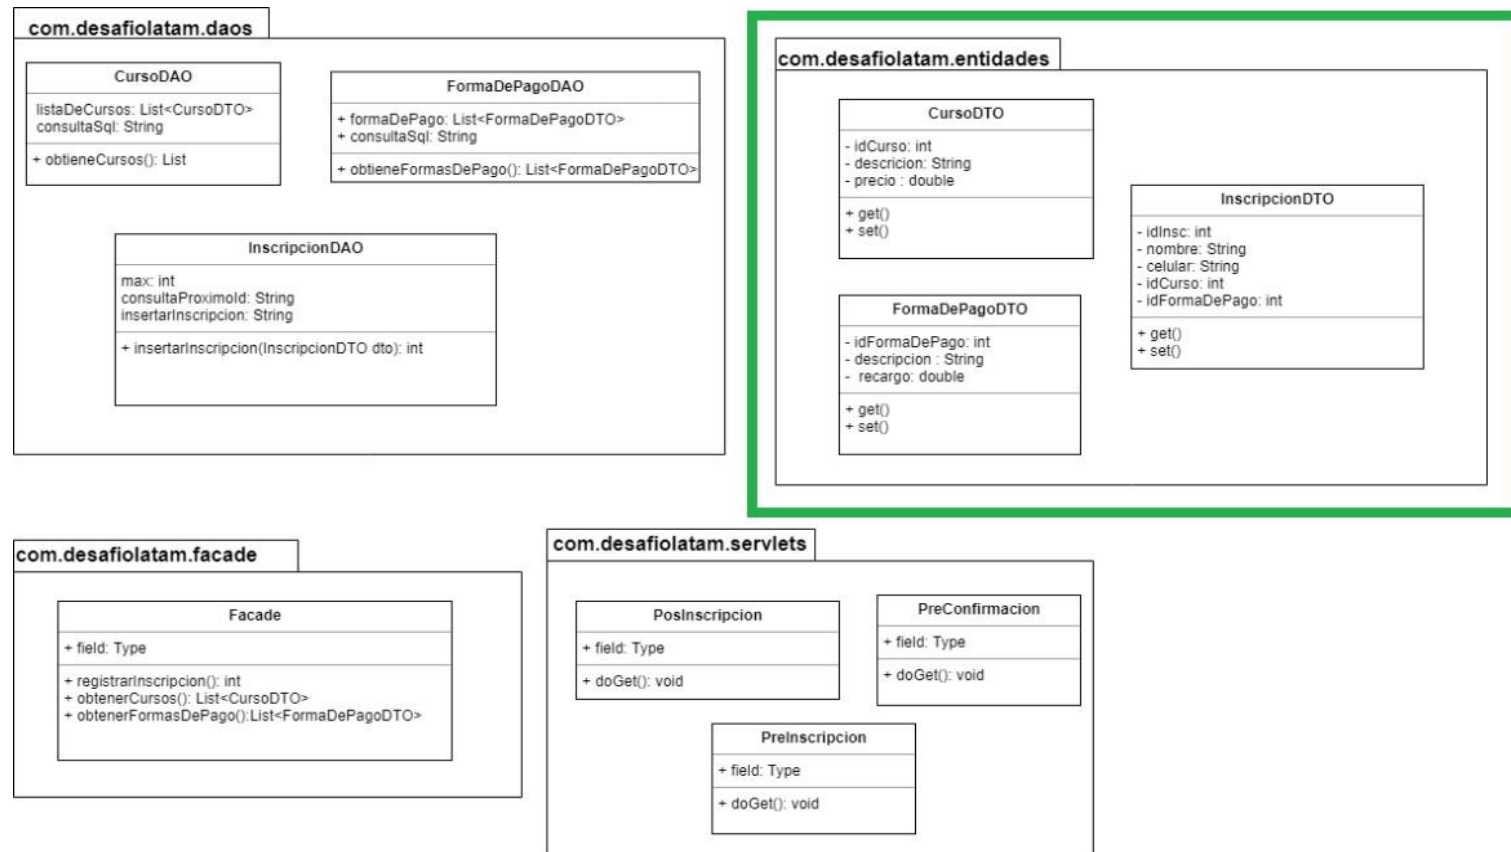 com.desafiolatam.daos
CursoDAO
listaDeCursos: List<CursoDTO>
consultaSql: String
+ obtieneCursos(): List
FormaDePagoDAO
+ formaDePago: List<FormaDePagoDTO>
+ consultaSql: String
+ obtieneFormasDePago(): List<FormaDePagoDTO>
InscripcionDAO
max: int
consultaProximoId: String
insertarInscripcion: String
+ insertarInscripcion(InscripcionDTO dto): int
com.desafiolatam.entidades
CursoDTO
- idCurso: int
- descricion: String
- precio : double
+ get()
+ set()
FormaDePagoDTO
- idFormaDePago: int
- descripcion : String
- recargo: double
+ get()
+ set()
InscripcionDTO
- idInsc: int
- nombre: String
- celular: String
- idCurso: int
- idFormaDePago: int
+ get()
+ set()
com.desafiolatam.facade
Facade
+ field: Type
+ registrarInscripcion(): int
+ obtenerCursos(): List<CursoDTO>
+ obtenerFormasDePago():List<FormaDePagoDTO>
com.desafiolatam.servlets
PosInscripcion
+ field: Type
+ doGet(): void
PreConfirmacion
+ field: Type
+ doGet(): void
PreInscripcion
+ field: Type
+ doGet(): void